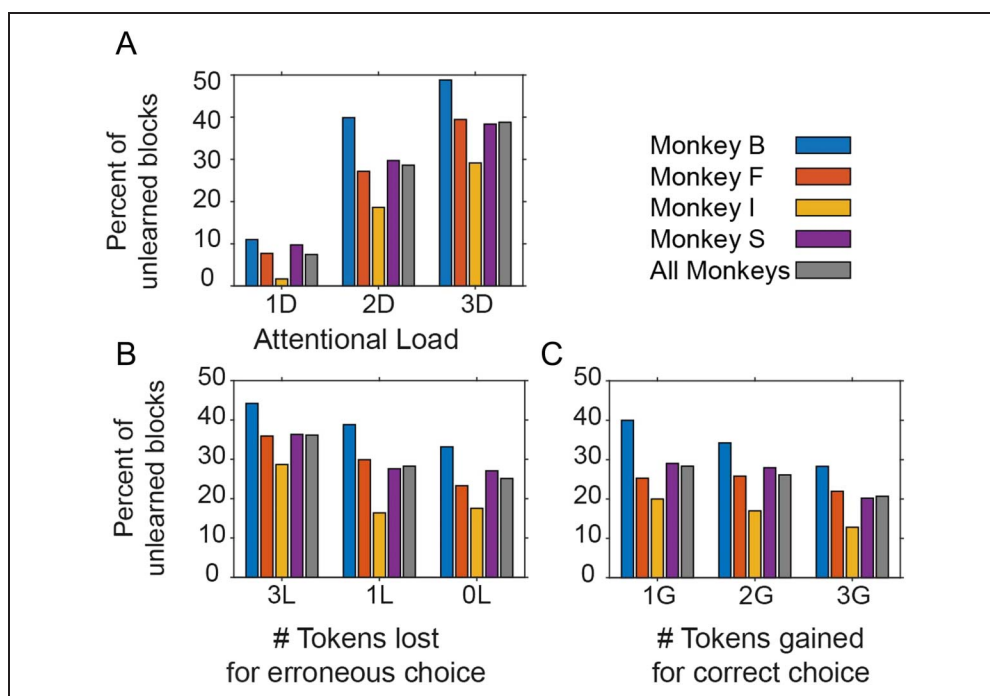 A
Percent of
unlearned blocks
50
40
30
20
10
0
1D 2D 3D
Attentional Load
Monkey B
Monkey F
Monkey I
Monkey S
All Monkeys
B
Percent of
unlearned blocks
50
40
30
20
10
0
3L 1L 0L
# Tokens lost
for erroneous choice
C
50
40
30
20
10
0
1G 2G 3G
# Tokens gained
for correct choice